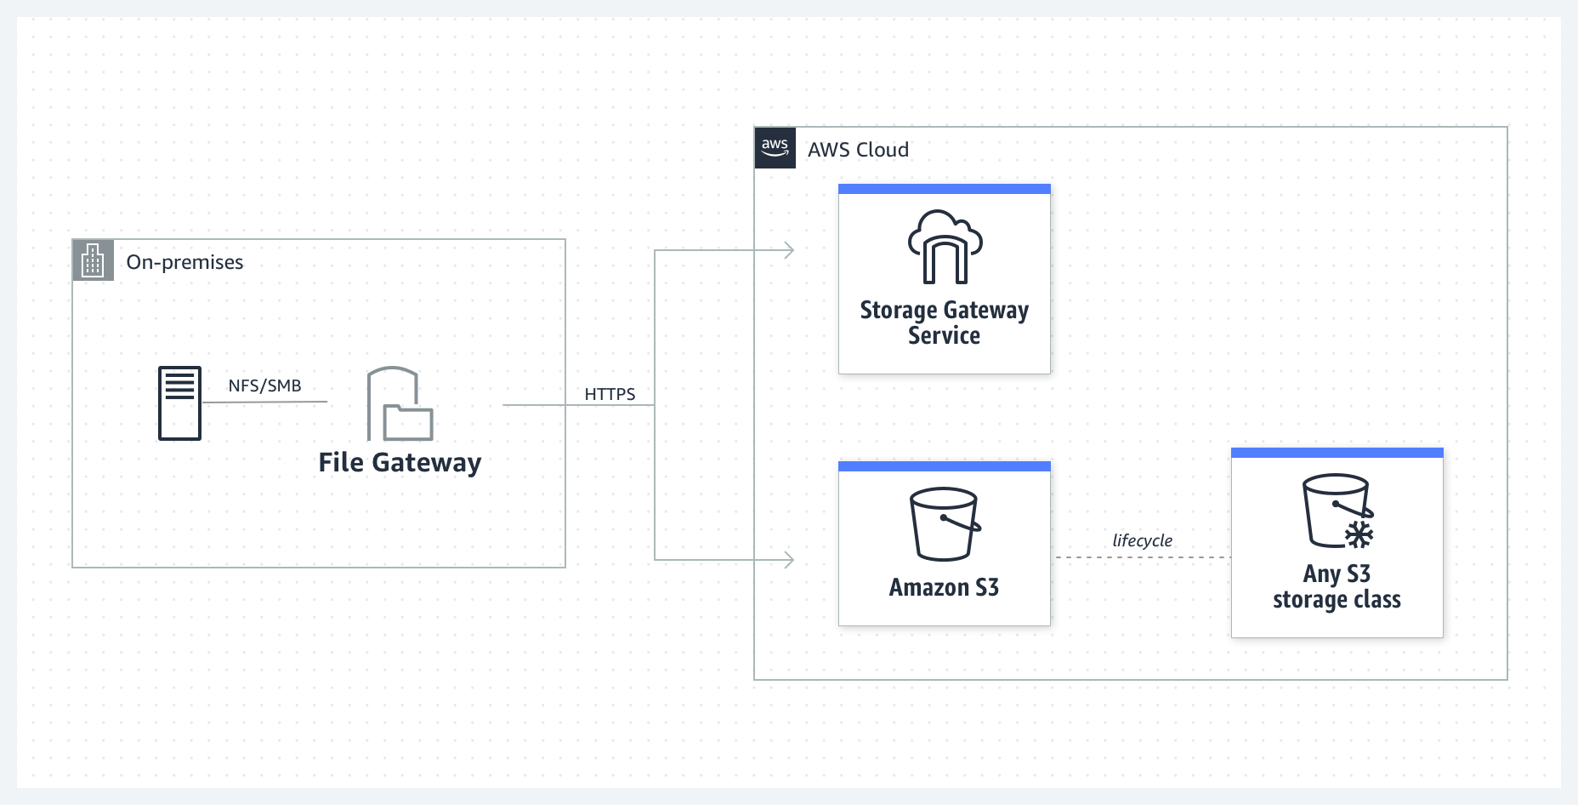 aws
AWS Cloud
Storage Gateway
Service
On-premises
NFS/SMB
File Gateway
HTTPS
Amazon S3
lifecycle
Any S3
storage class